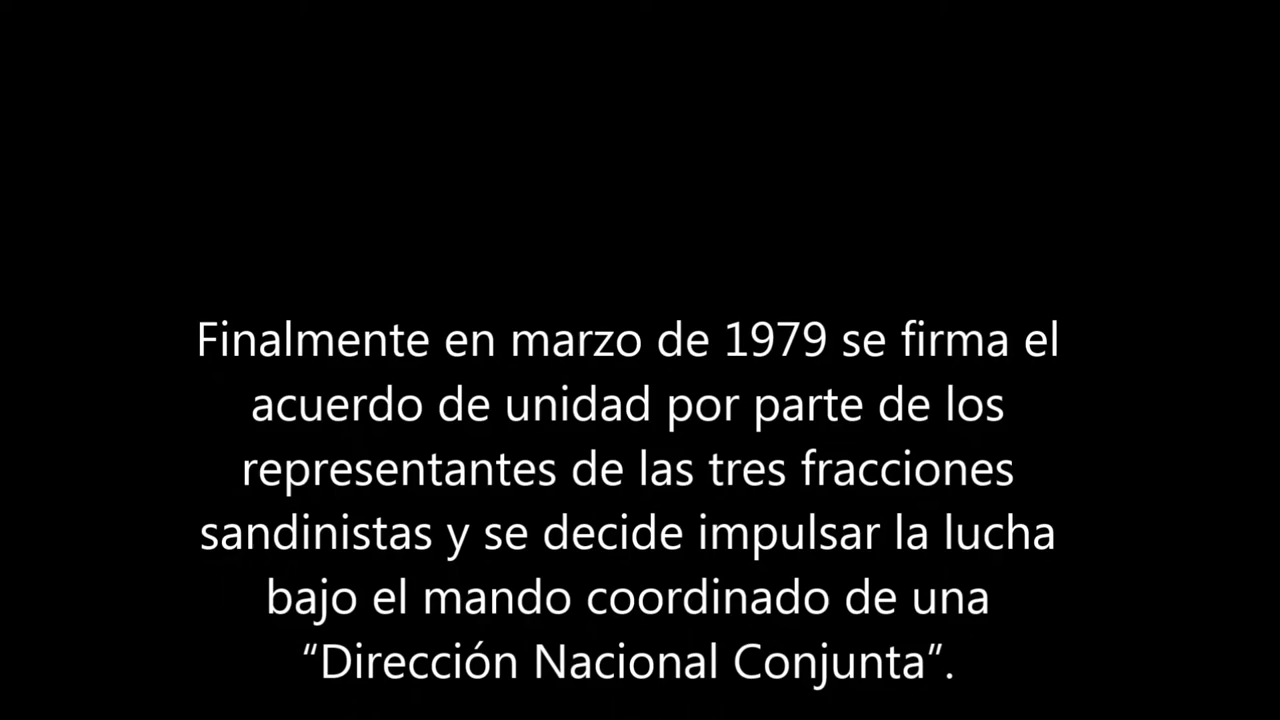 Finalmente en marzo de 1979 se firma el
acuerdo de unidad por parte de los
representantes de las tres fracciones
sandinistas y se decide impulsar la lucha
bajo el mando coordinado de una
“Dirección Nacional Conjunta”.